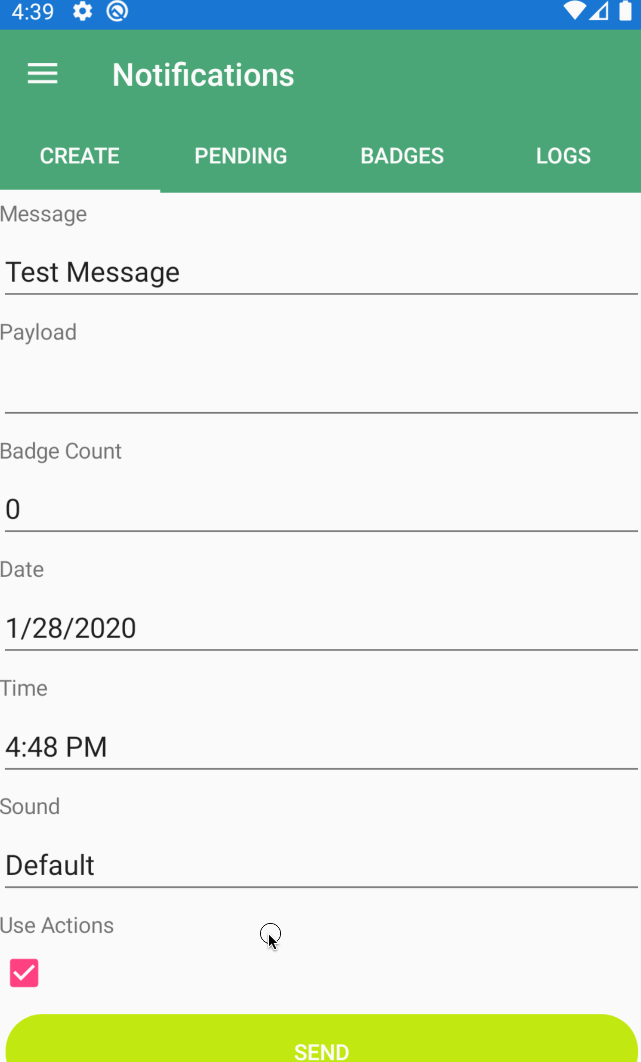 4:39
Notifications
CREATE PENDING BADGES LOGS
Message
Test Message
Payload
Badge Count
0
Date
1/28/2020
Time
4:48 PM
Sound
Default
Use Actions
SEND